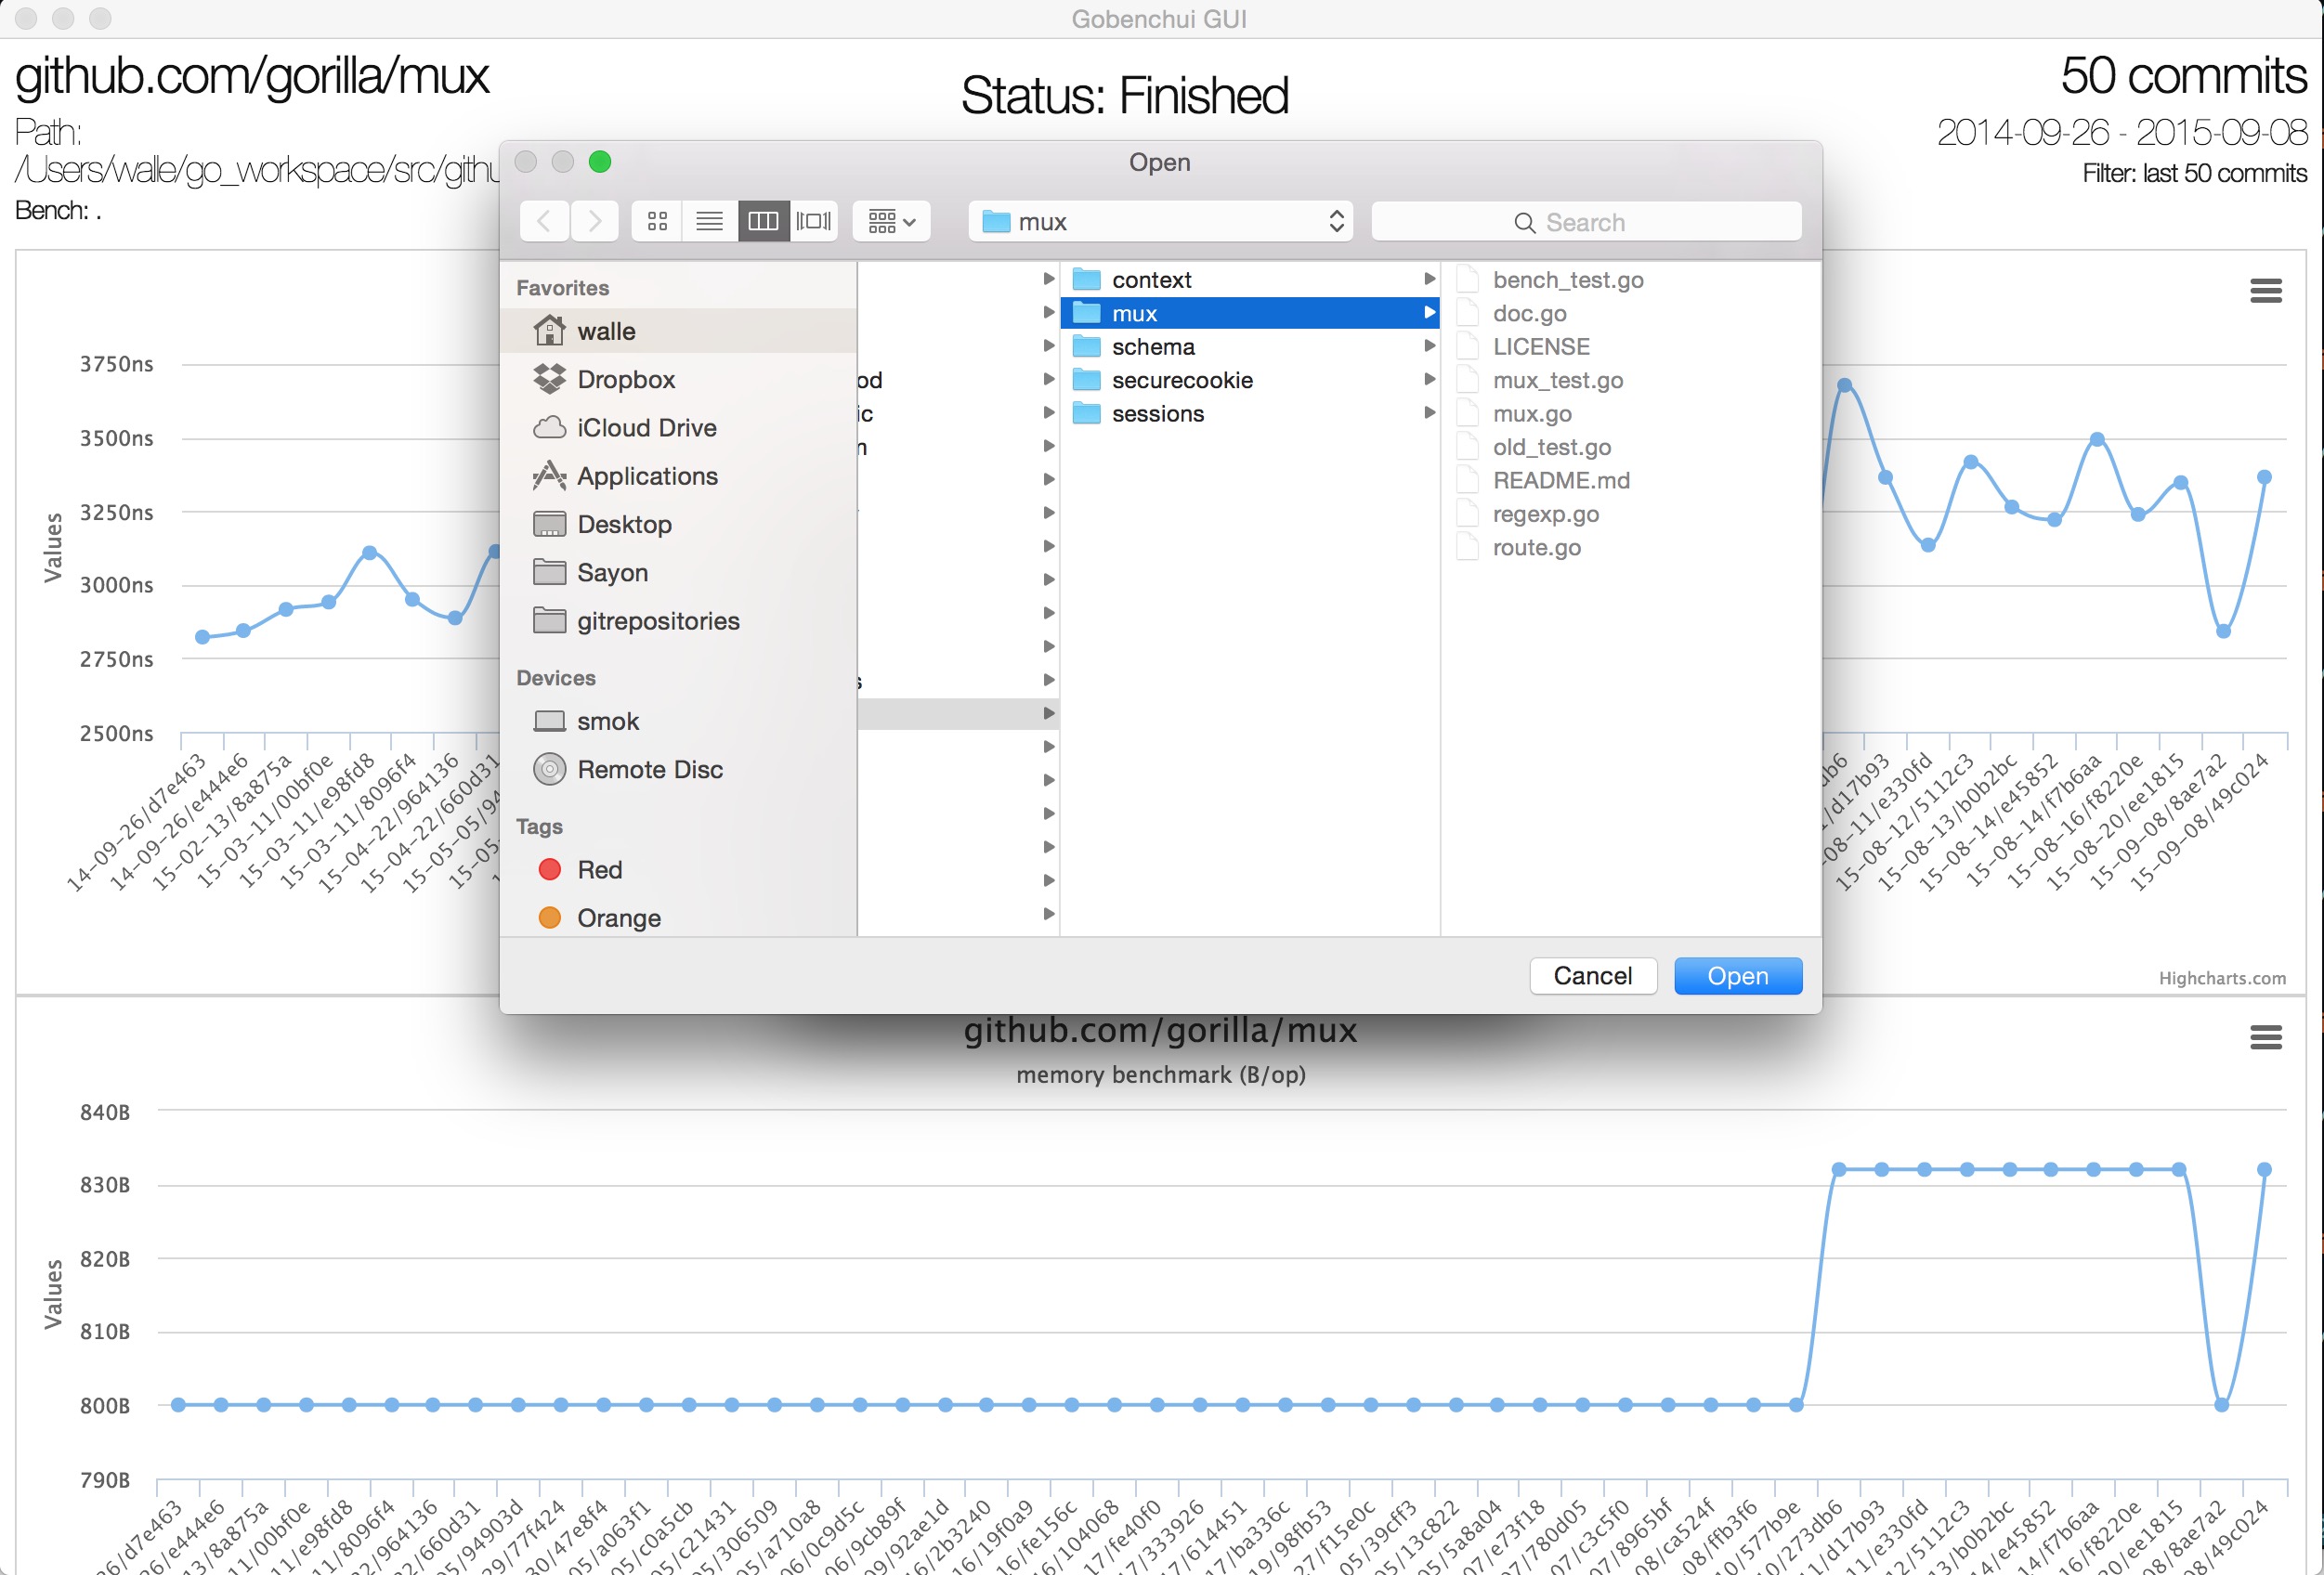 Gobenchui GUI
github.com/gorilla/mux
Status: Finished
50 commits
Path:
/Users/walle/go_workspace/src/githu
2014-09-26 - 2015-09-08
Bench: .
Filter: last 50 commits
Open
mux
Search
Favorites
walle
Dropbox
iCloud Drive
Applications
Desktop
Sayon
gitrepositories
Devices
smok
Remote Disc
Tags
Red
Orange
od
ic
n
s
context
mux
schema
securecookie
sessions
bench_test.go
doc.go
LICENSE
mux_test.go
mux.go
old_test.go
README.md
regexp.go
route.go
Cancel
Open
Values
3750ns
3500ns
3250ns
3000ns
2750ns
2500ns
14-09-26/d7e463
14-09-26/e444e6
15-02-13/8a875a
15-03-11/00bf0e
15-03-11/e98fd8
15-03-11/8096f4
15-04-22/964136
15-04-22/660d31
15-05-05/94
15-05
db6
1/d17b93
-08-11/e330fd
15-08-12/5112c3
15-08-13/b0b2bc
15-08-14/e45852
15-08-14/f7b6aa
15-08-16/f8220e
15-08-20/ee1815
15-09-08/8ae7a2
15-09-08/49c024
Highcharts.com
github.com/gorilla/mux
memory benchmark (B/op)
Values
840B
830B
820B
810B
800B
790B
26/d7e463
26/e444e6
13/8a875a
11/00bf0e
11/e98fd8
11/8096f4
22/964136
22/660d31
05/94903d
29/77f424
30/47e8f4
05/a063f1
05/c0a5cb
05/c21431
05/306509
05/a710a8
06/0c9d5c
06/9cb89f
09/92ae1d
16/2b3240
16/19f0a9
16/fe156c
16/104068
17/fe40f0
17/333926
17/614451
17/ba336c
19/98fb53
27/f15e0c
05/39cff3
05/13c822
05/5a8a04
07/e73f18
07/780d05
07/c3c5f0
07/8965bf
08/ca524f
08/ffb3f6
10/577b9e
10/273db6
11/d17b93
11/e330fd
12/5112c3
13/b0b2bc
14/e45852
14/f7b6aa
16/f8220e
20/ee1815
08/8ae7a2
08/49c024